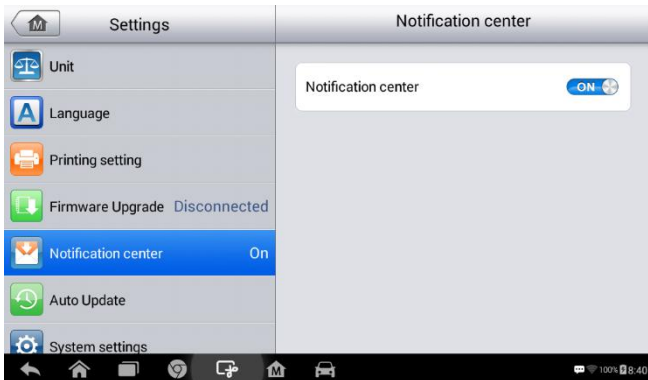 M
Settings
Notification center
Unit
Notification center
ON
A
Language
Printing setting
Firmware Upgrade
Disconnected
Notification center
On
Auto Update
System settings
M
100%
8:40